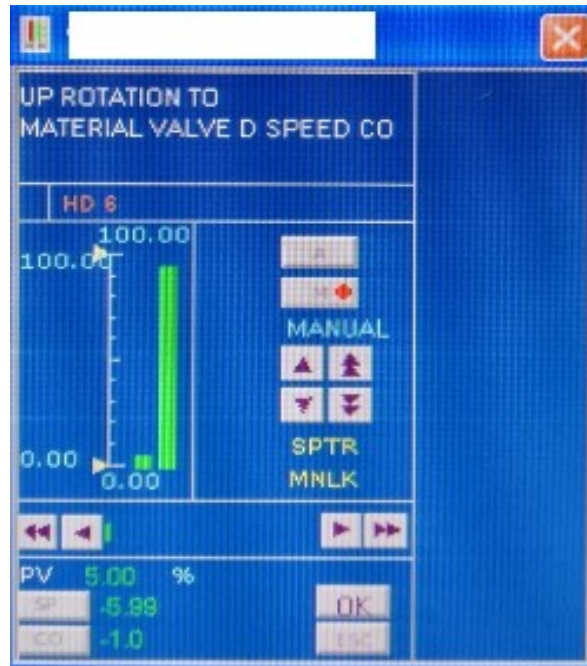 UP ROTATION TO
MATERIAL VALVE D SPEED CO
HD 6
100.00
100.00
A
M
MANUAL
SPTR
0.00
0.00
MNLK
PV 5.00 %
SP -5.99
OK
CO -1.0
ESC